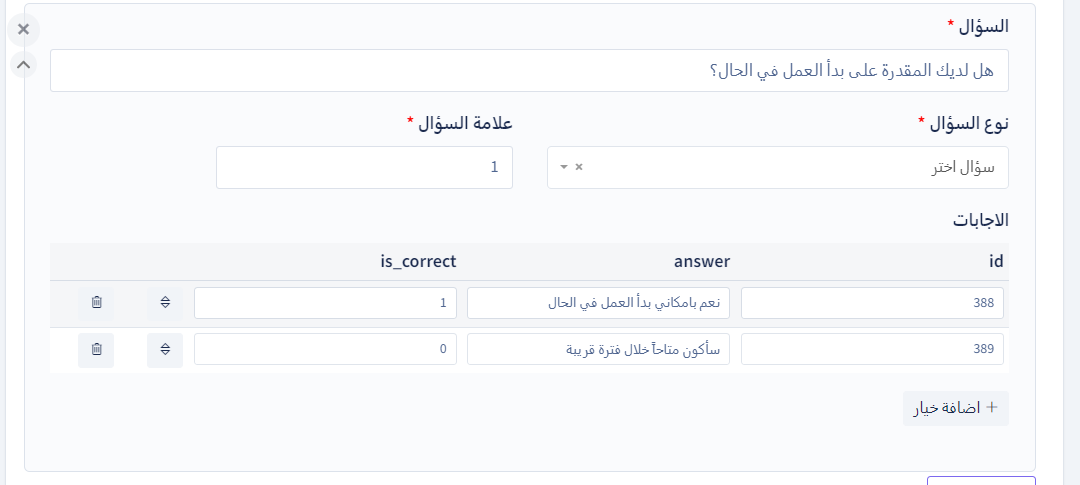 السؤال *
هل لديك المقدرة على بدأ العمل في الحال؟
نوع السؤال *
علامة السؤال *
سؤال اختر
× 1
الاجابات
id answer is_correct
388 نعم بامكاني بدأ العمل في الحال 1
389 سأكون متاحاً خلال فترة قريبة 0
+ اضافة خيار